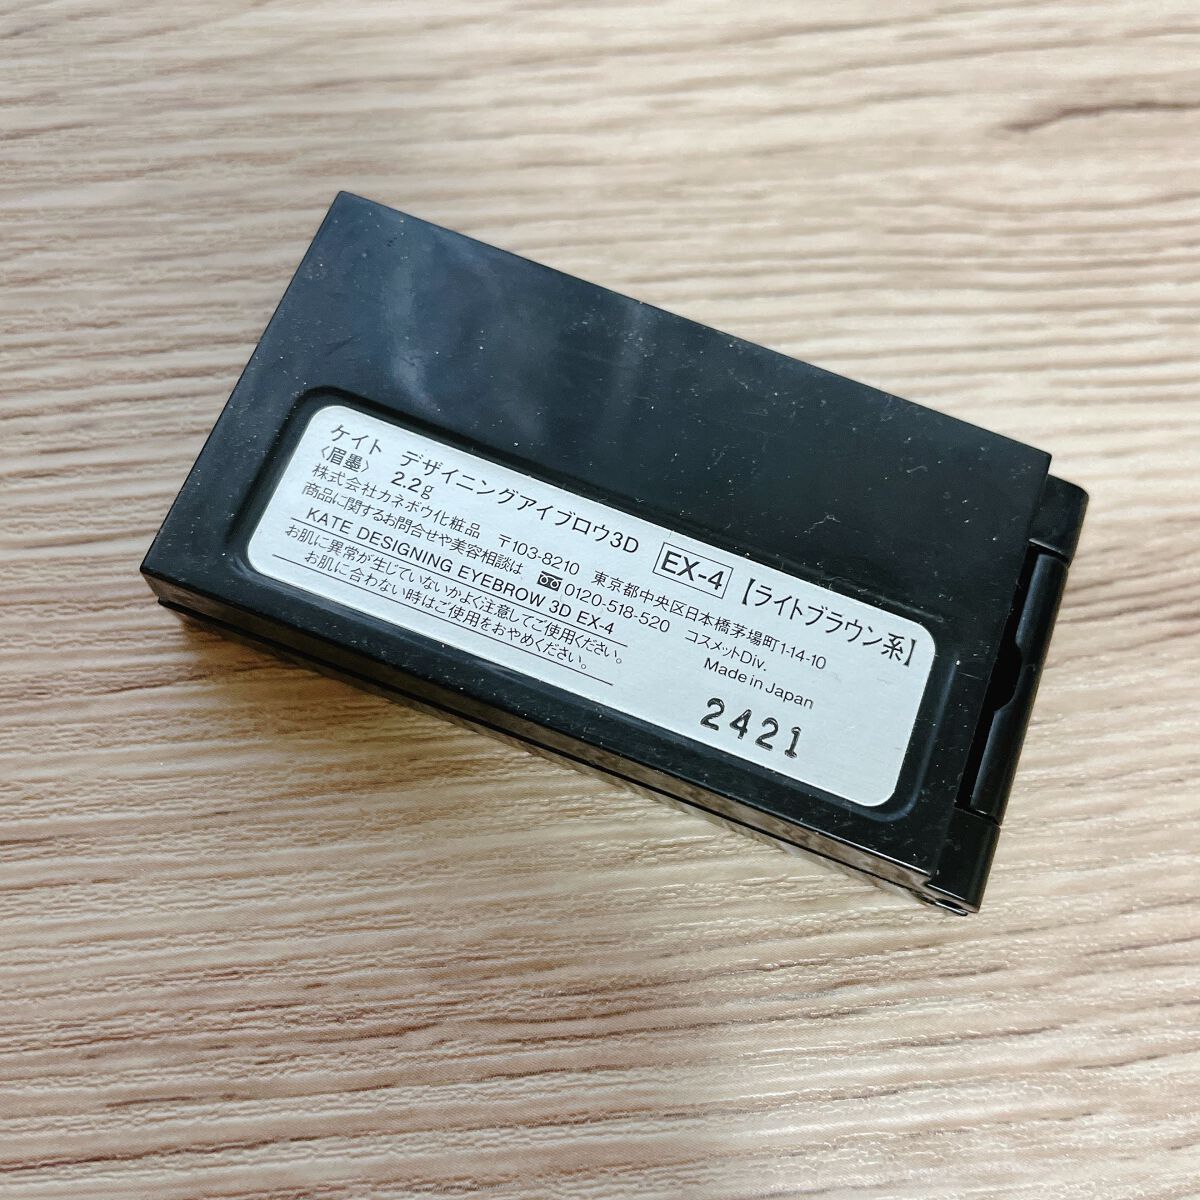 ケイト デザイニングアイブロウ3D EX-4 【ライトブラウン系】
〈眉墨〉 2.2g
株式会社カネボウ化粧品 〒103-8210 東京都中央区日本橋茅場町1-14-10
商品に関するお問合せや美容相談は 0120-518-520 コスメットDiv.
KATE DESIGNING EYEBROW 3D EX-4 Made in Japan
お肌に異常が生じていないかよく注意してご使用ください。
お肌に合わない時はご使用をおやめください。
2421